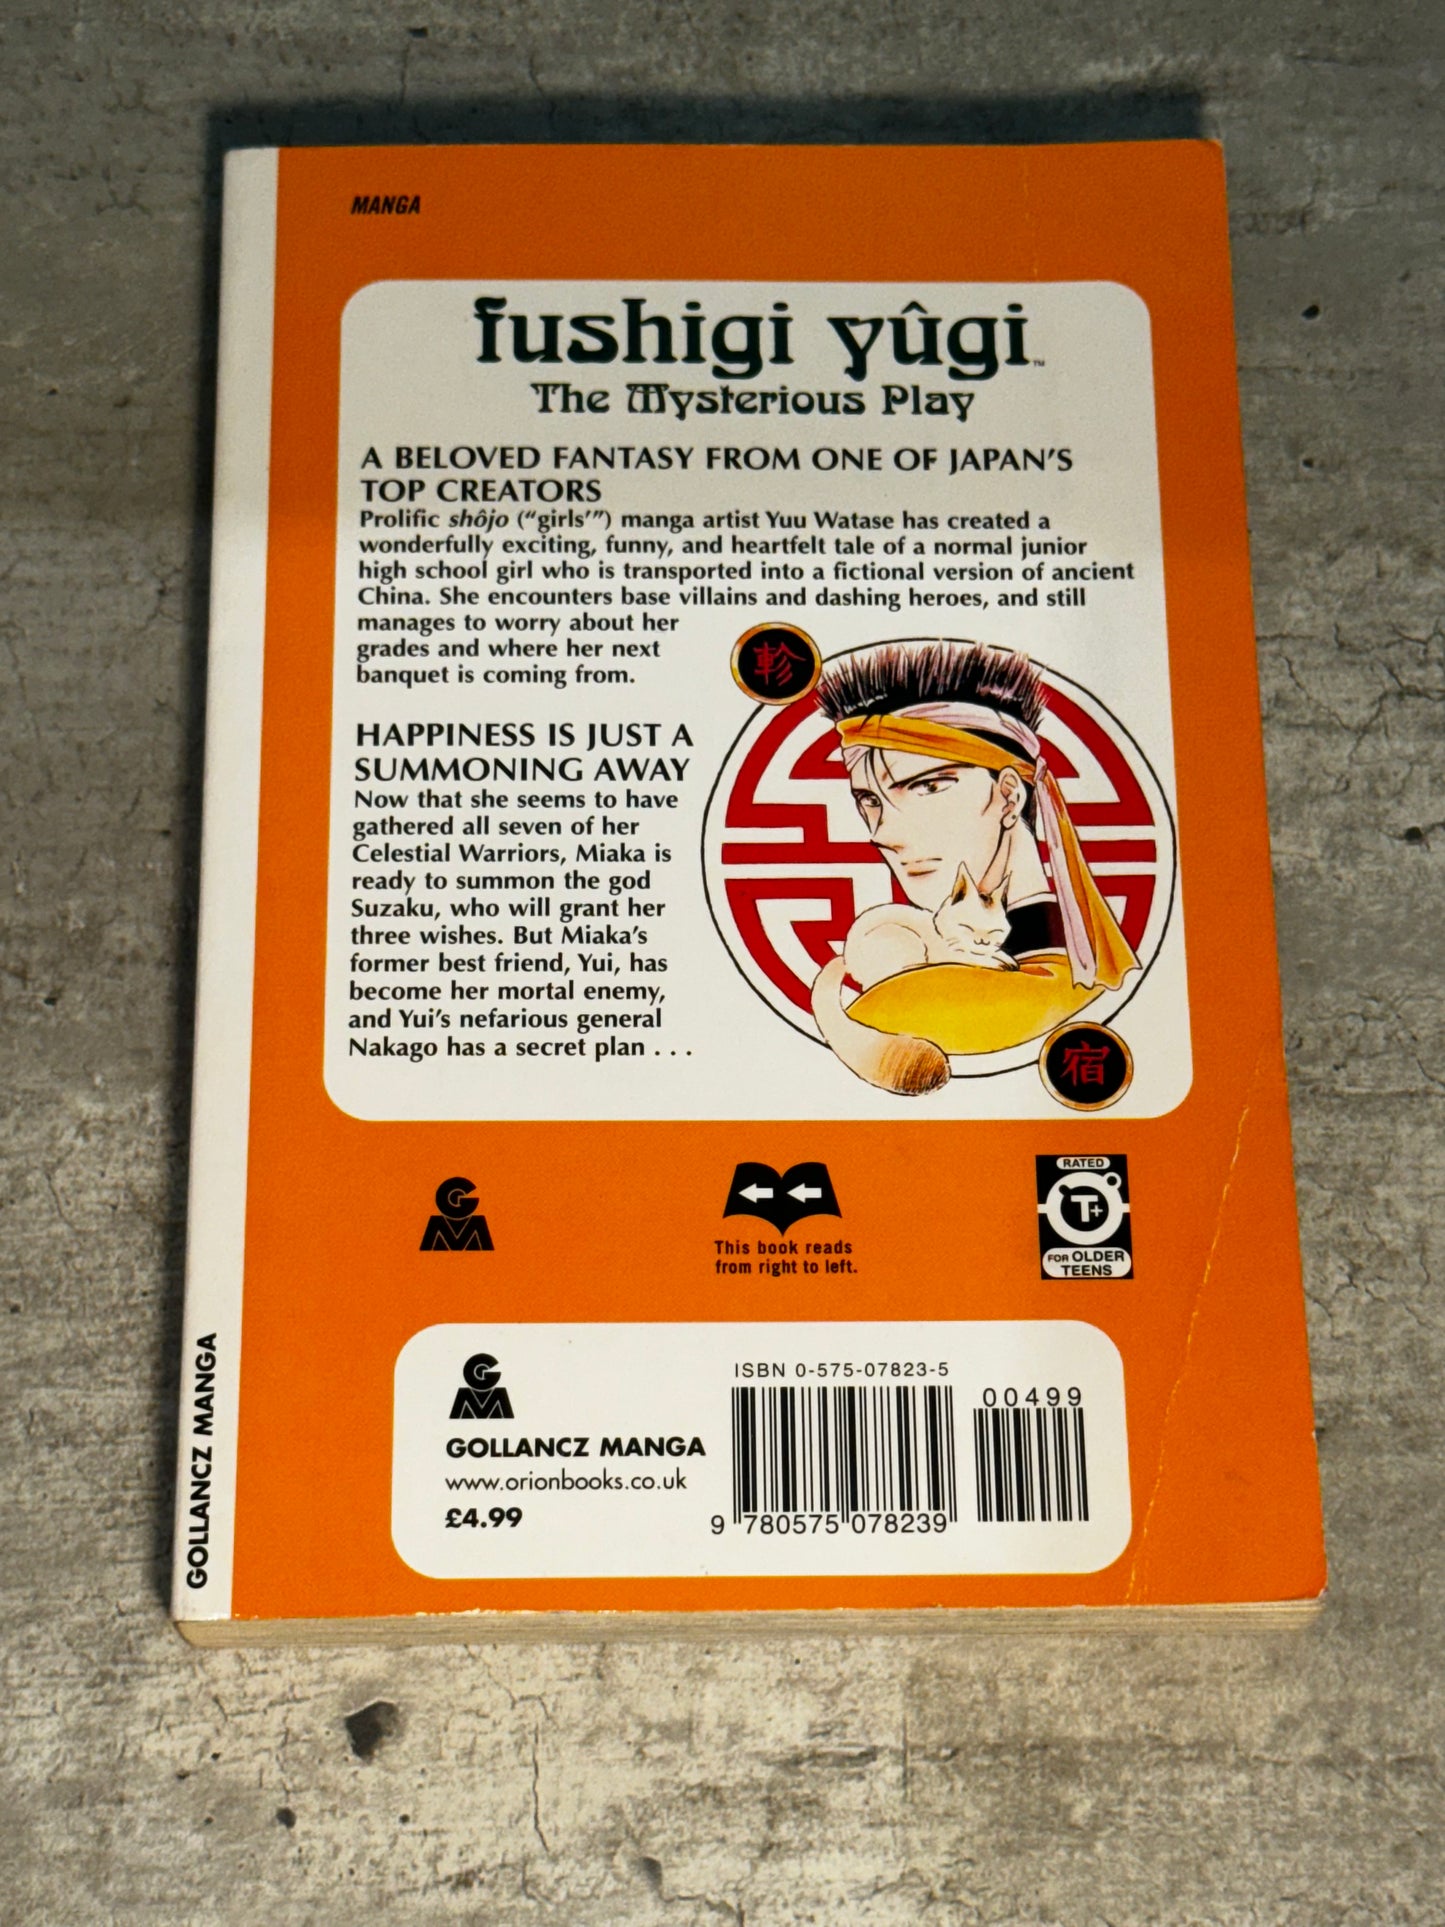 MANGA
fushigi yûgi™
The Mysterious Play
A BELOVED FANTASY FROM ONE OF JAPAN'S
TOP CREATORS
Prolific shôjo (“girls'”) manga artist Yuu Watase has created a
wonderfully exciting, funny, and heartfelt tale of a normal junior
high school girl who is transported into a fictional version of ancient
China. She encounters base villains and dashing heroes, and still
manages to worry about her
grades and where her next
banquet is coming from.
HAPPINESS IS JUST A
SUMMONING AWAY
Now that she seems to have
gathered all seven of her
Celestial Warriors, Miaka is
ready to summon the god
Suzaku, who will grant her
three wishes. But Miaka's
former best friend, Yui, has
become her mortal enemy,
and Yui's nefarious general
Nakago has a secret plan . . .
軫
宿
GM
This book reads
from right to left.
RATED
T+
FOR OLDER
TEENS
GM
GOLLANCZ MANGA
www.orionbooks.co.uk
£4.99
ISBN 0-575-07823-5
00499
9 780575 078239
GOLLANCZ MANGA